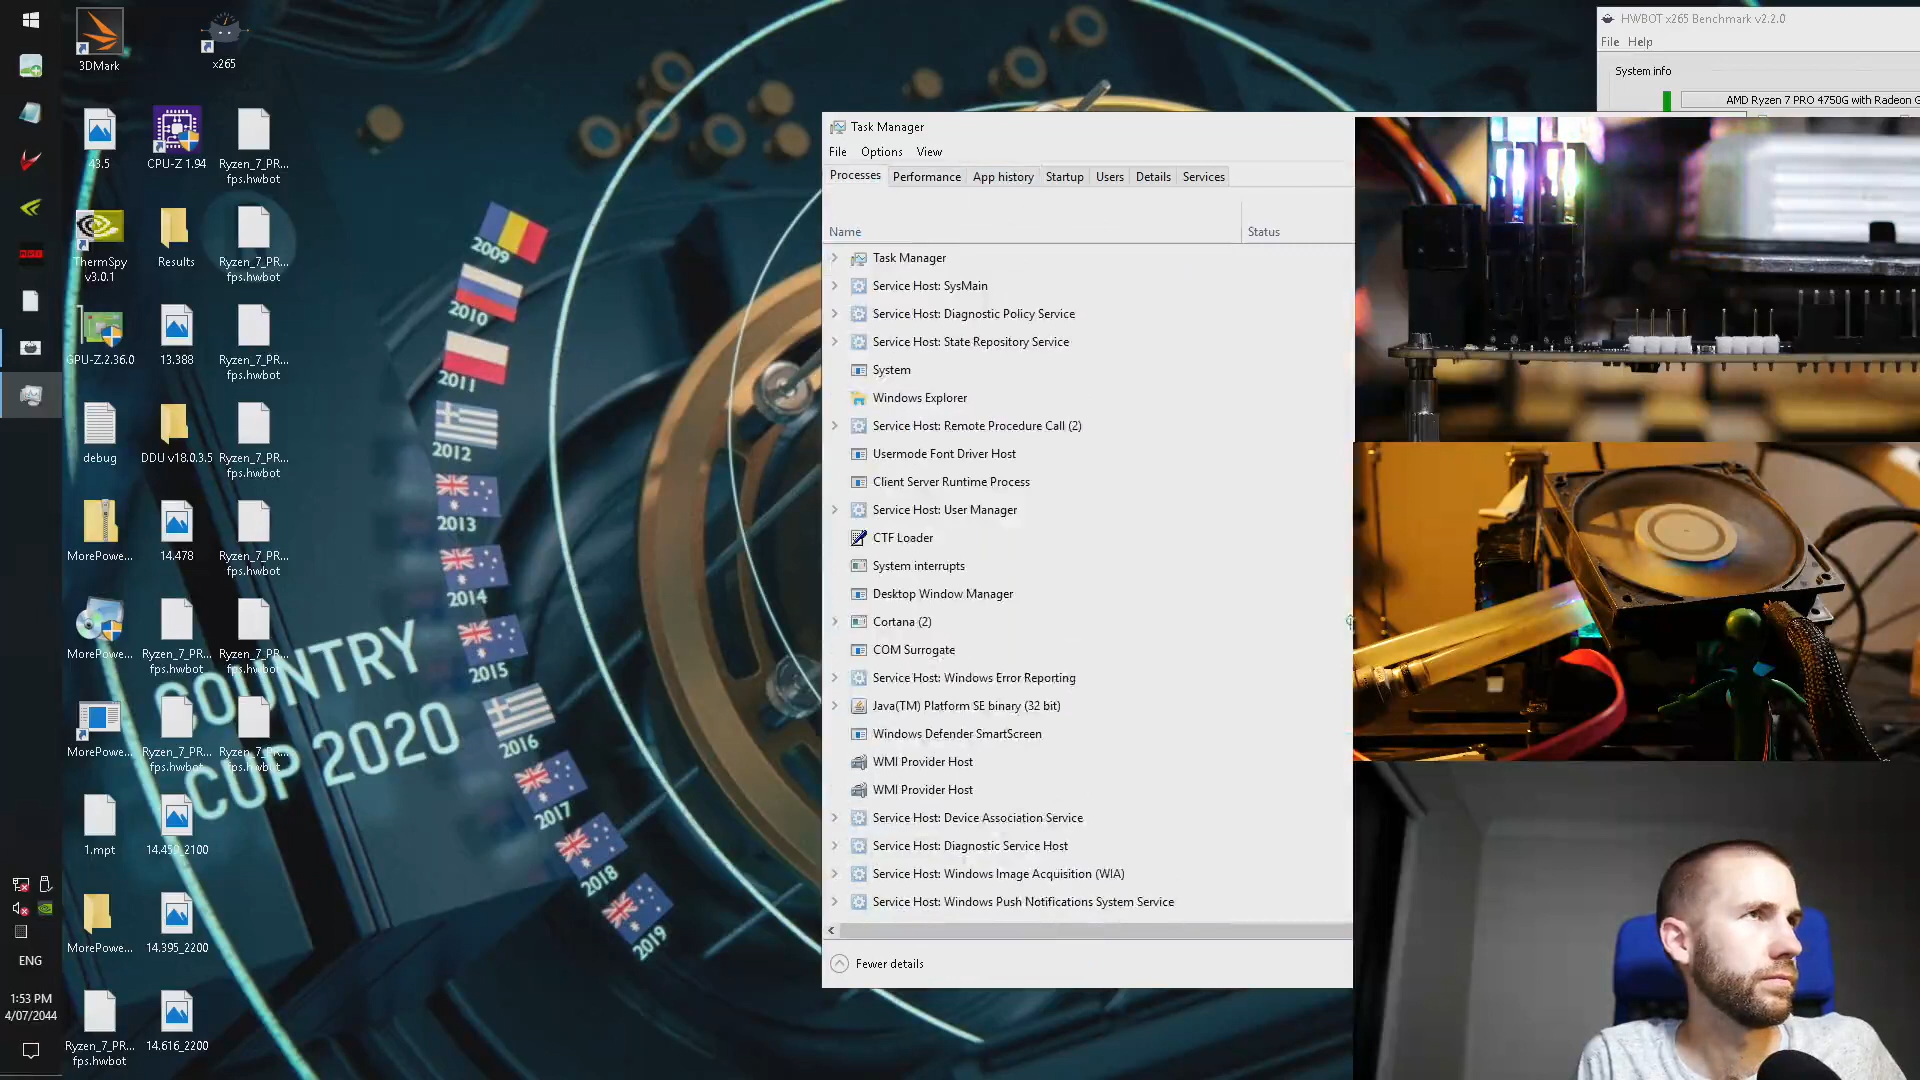 3DMark
x265
43.5
CPU-Z 1.94
Ryzen_7_PR...
fps.hwbot
ThermSpy
v3.0.1
Results
Ryzen_7_PR...
fps.hwbot
GPU-Z.2.36.0
13.388
Ryzen_7_PR...
fps.hwbot
debug
DDU v18.0.3.5
Ryzen_7_PR...
fps.hwbot
MorePowe...
14.478
Ryzen_7_PR...
fps.hwbot
MorePowe...
Ryzen_7_PR...
fps.hwbot
Ryzen_7_PR...
fps.hwbot
MorePowe...
Ryzen_7_PR...
fps.hwbot
Ryzen_7_PR...
fps.hwbot
1.mpt
14.459_2100
MorePowe...
14.395_2200
Ryzen_7_PR...
fps.hwbot
14.616_2200
ENG
1:53 PM
4/07/2044
COUNTRY
CUP 2020
2009
2010
2011
2012
2013
2014
2015
2016
2017
2018
2019
Task Manager
File Options View
Processes Performance App history Startup Users Details Services
Name Status
Task Manager
Service Host: SysMain
Service Host: Diagnostic Policy Service
Service Host: State Repository Service
System
Windows Explorer
Service Host: Remote Procedure Call (2)
Usermode Font Driver Host
Client Server Runtime Process
Service Host: User Manager
CTF Loader
System interrupts
Desktop Window Manager
Cortana (2)
COM Surrogate
Service Host: Windows Error Reporting
Java(TM) Platform SE binary (32 bit)
Windows Defender SmartScreen
WMI Provider Host
WMI Provider Host
Service Host: Device Association Service
Service Host: Diagnostic Service Host
Service Host: Windows Image Acquisition (WIA)
Service Host: Windows Push Notifications System Service
Fewer details
HWBOT x265 Benchmark v2.2.0
File Help
System info
AMD Ryzen 7 PRO 4750G with Radeon G